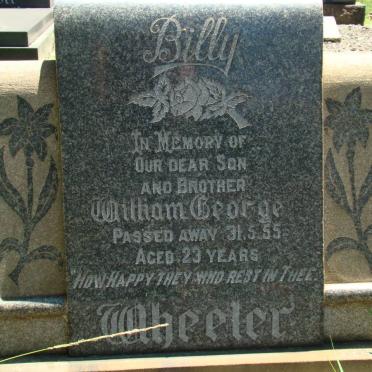 Billy
In Memory of
Our Dear Son
and Brother
William George
Passed away 31.5.55
Aged 23 years
"How Happy They Who Rest in Thee"
Wheeler